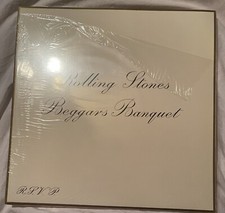 Rolling Stones
Beggars Banquet
R.S.V.P.